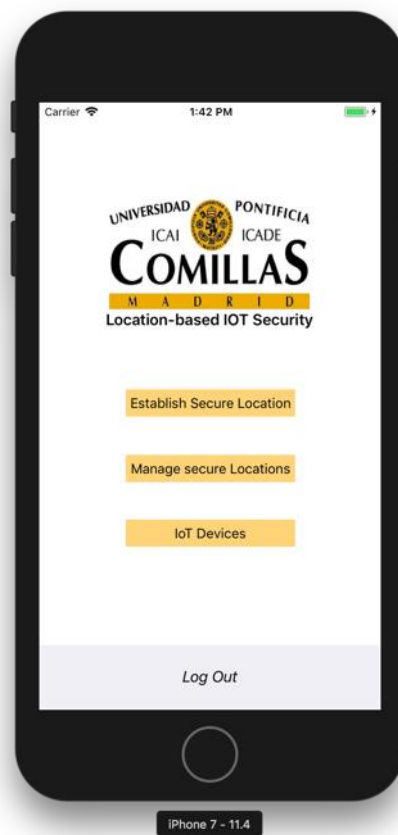 Carrier 1:42 PM
UNIVERSIDAD PONTIFICIA
ICAI ICADE
COMILLAS
MADRID
Location-based IOT Security
Establish Secure Location
Manage secure Locations
IoT Devices
Log Out
iPhone 7 - 11.4